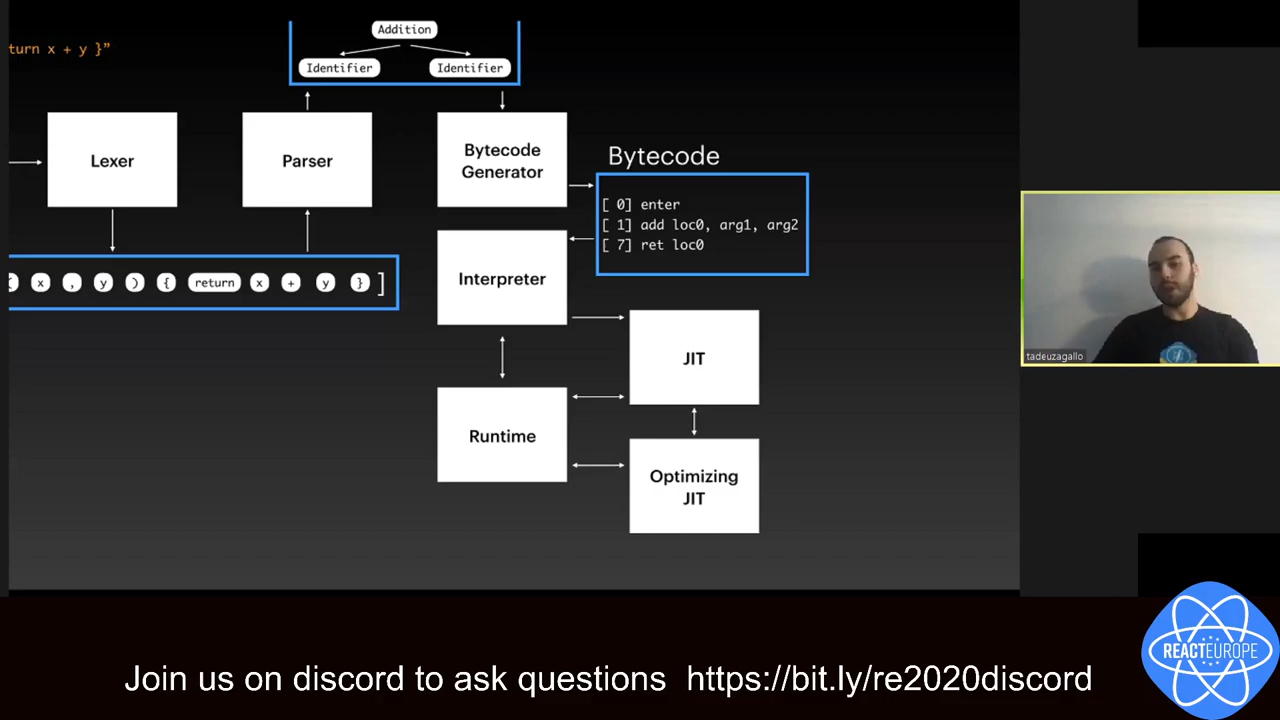 Addition
turn x + y }”
Identifier
Identifier
Lexer
Parser
Bytecode
Generator
Bytecode
[ 0] enter
[ 1] add loc0, arg1, arg2
[ 7] ret loc0
Interpreter
x , y ) { return x + y } ]
JIT
Runtime
Optimizing
JIT
tadeuzagallo
REACTEUROPE
Join us on discord to ask questions https://bit.ly/re2020discord